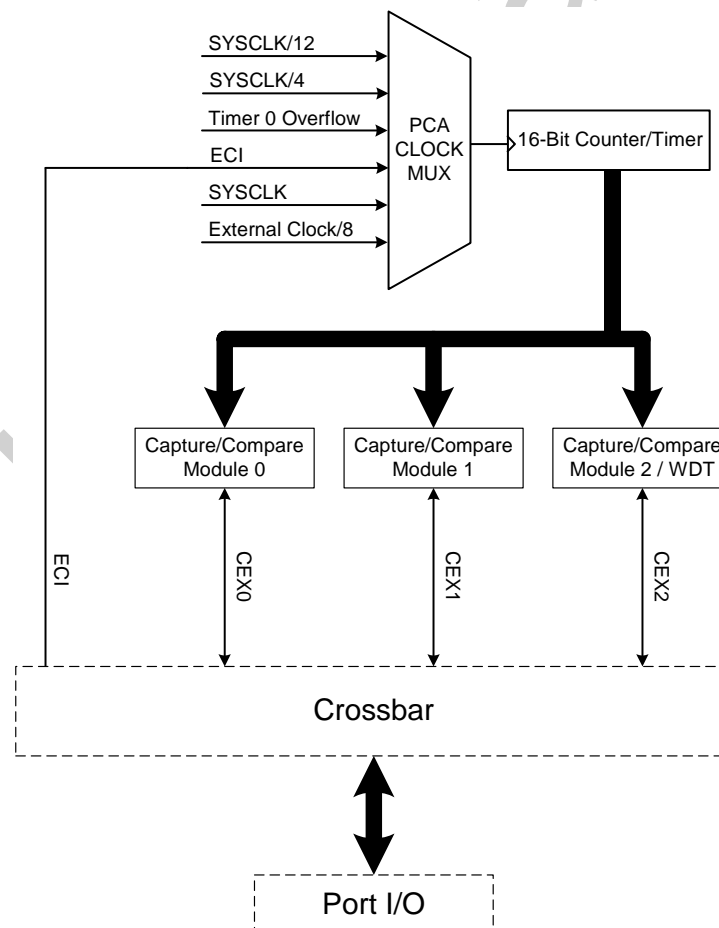 SYSCLK/12
SYSCLK/4
Timer 0 Overflow
ECI
SYSCLK
External Clock/8
PCA
CLOCK
MUX
16-Bit Counter/Timer
Capture/Compare
Module 0
Capture/Compare
Module 1
Capture/Compare
Module 2 / WDT
ECI
CEX0
CEX1
CEX2
Crossbar
Port I/O